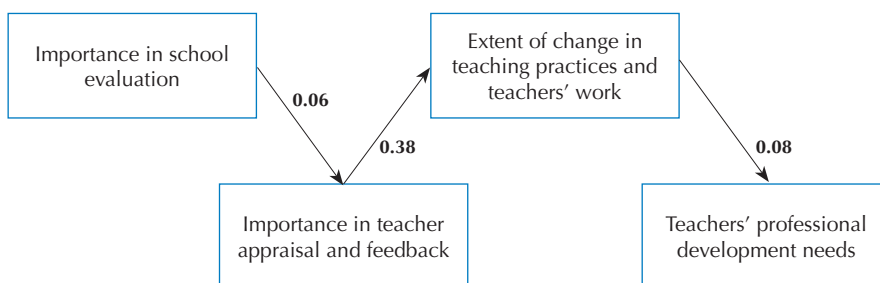 Importance in school
evaluation
Extent of change in
teaching practices and
teachers’ work
0.06
0.38
0.08
Importance in teacher
appraisal and feedback
Teachers’ professional
development needs